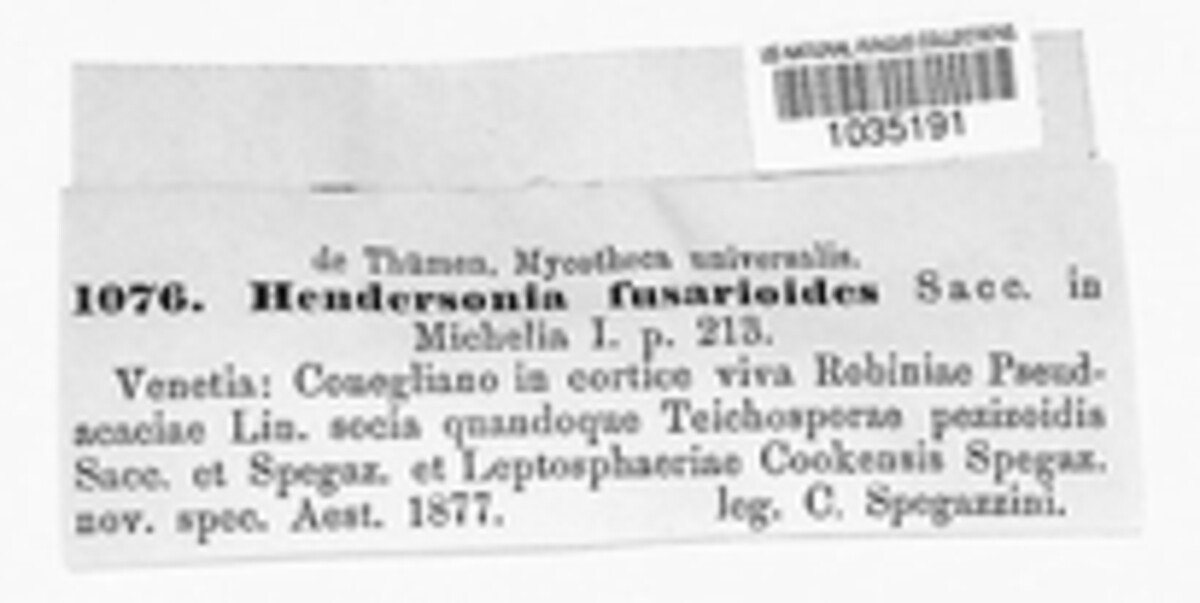 US NATIONAL FUNGUS COLLECTIONS
1035191
de Thümen, Mycotheca universalis.
1076. Hendersonia fusarioides Sacc. in
Michelia I. p. 213.
Venetia: Conegliano in cortice viva Robiniae Pseud-
acaciae Lin. socia quandoque Teichosporae pezizoidis
Sacc. et Spegaz. et Leptosphaeriae Cookensis Spegaz.
nov. spec. Aest. 1877. leg. C. Spegazzini.